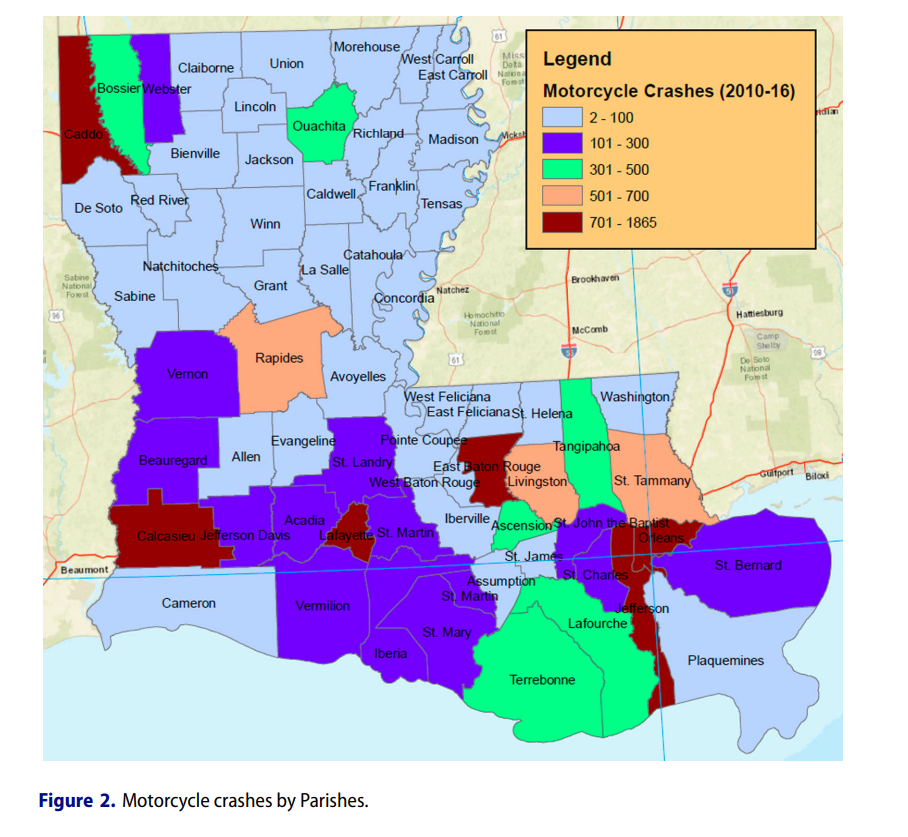 Legend
Motorcycle Crashes (2010-16)
2 - 100
101 - 300
301 - 500
501 - 700
701 - 1865
61
Morehouse
West Carroll
Union
Claiborne
East Carroll
Bossier
Webster
Lincoln
Ouachita
Caddo
Richland
Madison
Bienville
Jackson
Franklin
Caldwell
Red River
Tensas
De Soto
Winn
Catahoula
Natchitoches
La Salle
Sabine
National
Forest
Grant
Brookhaven
Natchez
Sabine
Concordia
Hattiesburg
96
Homochitto
National
Forest
McComb
Camp
Shelby
98
61
Rapides
De Soto
National
Forest
Vernon
Avoyelles
West Feliciana
Washington
East Feliciana
St. Helena
Evangeline
Pointe Coupee
Tangipahoa
Allen
Beauregard
St. Landry
East Baton Rouge
Gulfport
Biloxi
West Baton Rouge
Livingston
St. Tammany
Iberville
Acadia
Ascension
St. John the Baptist
Calcasieu
Jefferson Davis
Lafayette
St. Martin
Orleans
St. James
Beaumont
St. Bernard
Assumption
St. Charles
St. Martin
Cameron
Vermilion
Jefferson
Lafourche
St. Mary
Iberia
Plaquemines
Terrebonne
Figure 2. Motorcycle crashes by Parishes.